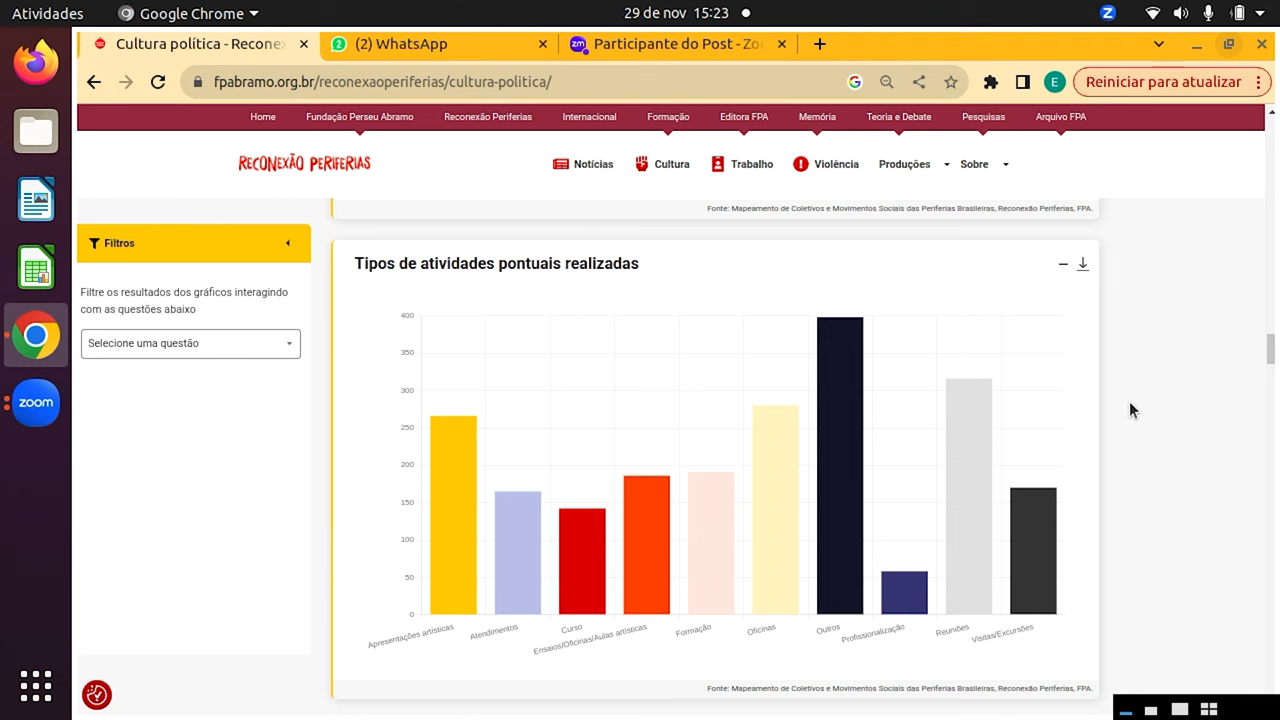 Atividades
Google Chrome
29 de nov 15:23
Cultura política - Reconex
(2) WhatsApp
zm
Participante do Post - Zoo
fpabramo.org.br/reconexaoperiferias/cultura-politica/
E
Reiniciar para atualizar
Home
Fundação Perseu Abramo
Reconexão Periferias
Internacional
Formação
Editora FPA
Memória
Teoria e Debate
Pesquisas
Arquivo FPA
RECONEXÃO PERIFERIAS
Notícias
Cultura
Trabalho
Violência
Produções
Sobre
Fonte: Mapeamento de Coletivos e Movimentos Sociais das Periferias Brasileiras, Reconexão Periferias, FPA.
Filtros
Filtre os resultados dos gráficos interagindo
com as questões abaixo
Selecione uma questão
zoom
Tipos de atividades pontuais realizadas
400
350
300
250
200
150
100
50
0
Apresentações artísticas
Atendimentos
Curso
Ensaios/Oficinas/Aulas artísticas
Formação
Oficinas
Outros
Profissionalização
Reuniões
Visitas/Excursões
Fonte: Mapeamento de Coletivos e Movimentos Sociais das Periferias Brasileiras, Reconexão Periferias, FPA.